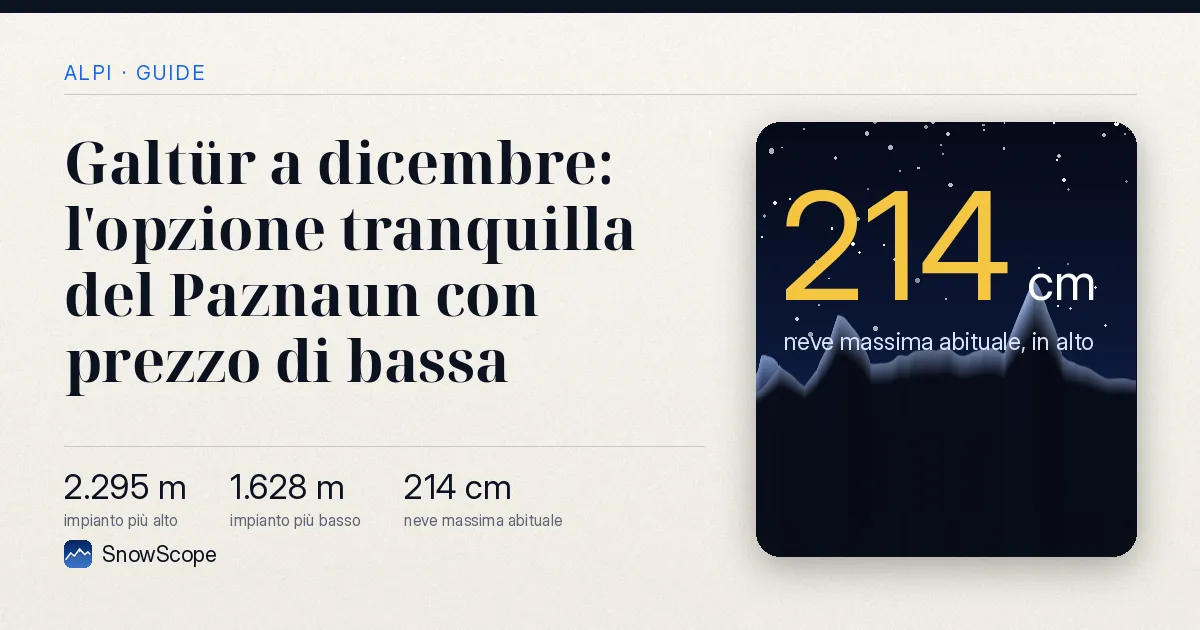 ALPI · GUIDE
Galtür a dicembre:
l'opzione tranquilla
del Paznaun con
prezzo di bassa
214 cm
neve massima abituale, in alto
2.295 m
impianto più alto
1.628 m
impianto più basso
214 cm
neve massima abituale
SnowScope